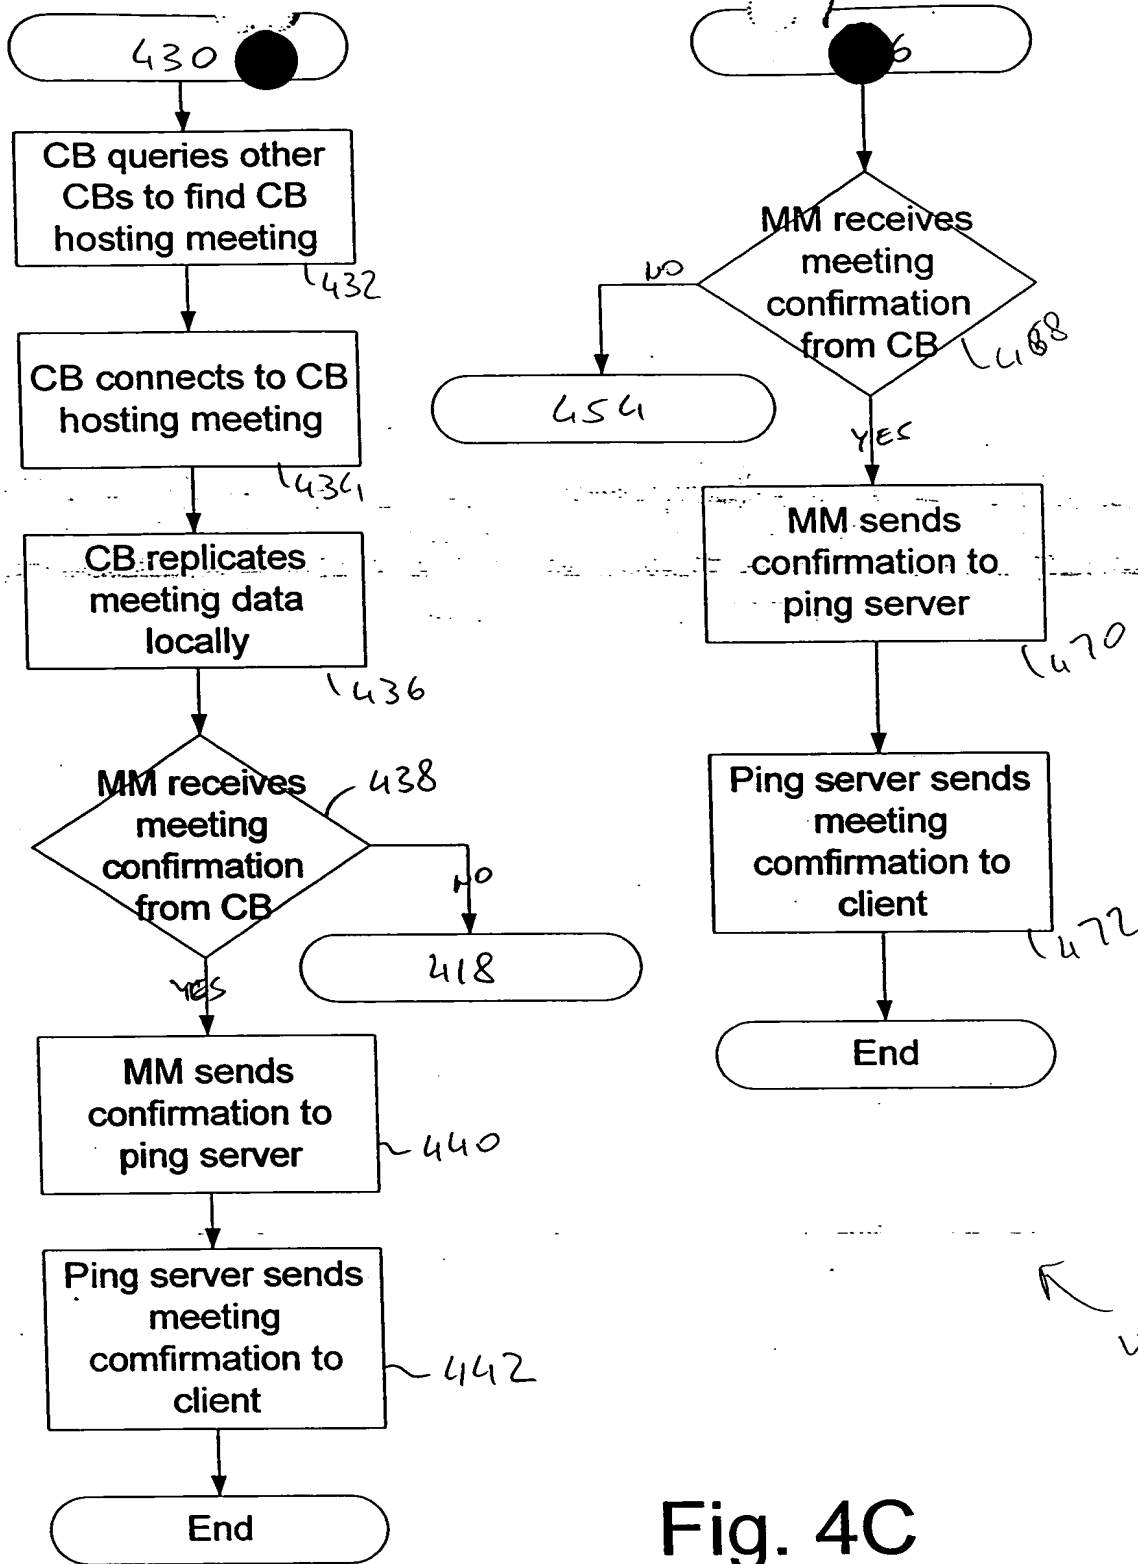 430
CB queries other
CBs to find CB
hosting meeting
432
CB connects to CB
hosting meeting
434
CB replicates
meeting data
locally
436
MM receives
meeting
confirmation
from CB
438
NO
418
YES
MM sends
confirmation to
ping server
440
Ping server sends
meeting
comfirmation to
client
442
End
6
MM receives
meeting
confirmation
from CB
468
NO
454
YES
MM sends
confirmation to
ping server
470
Ping server sends
meeting
comfirmation to
client
472
End
Fig. 4C